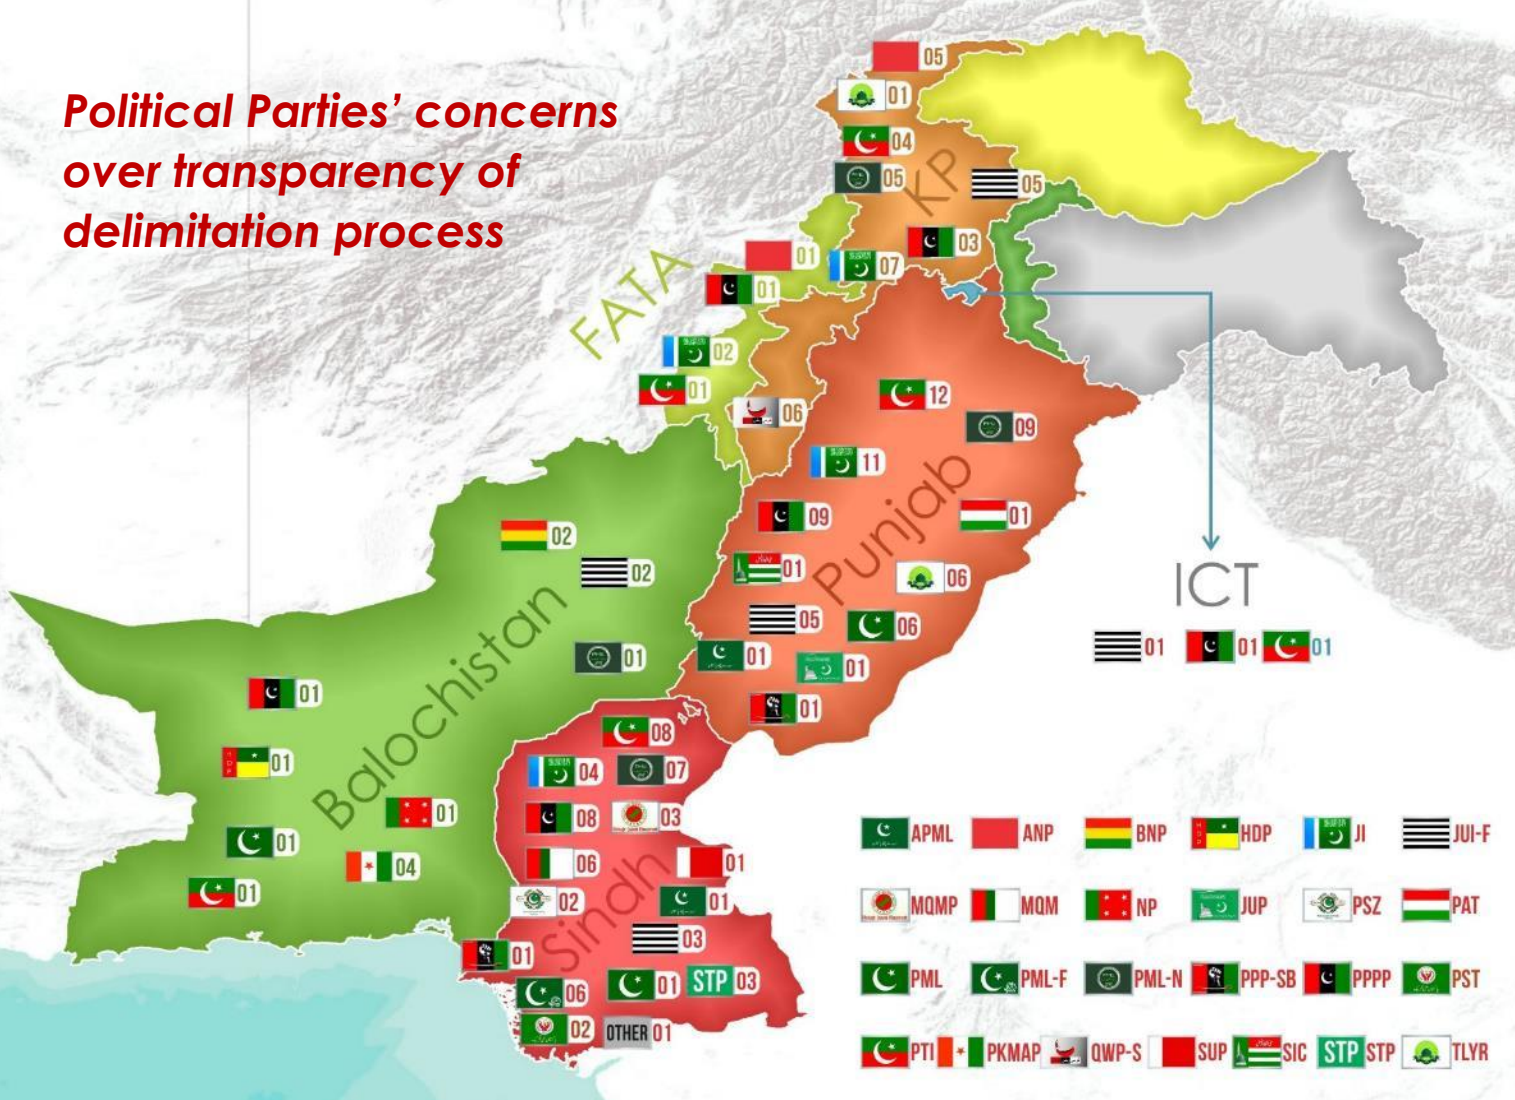 Political Parties' concerns
over transparency of
delimitation process
05
01
04
05
05
KP
03
01
07
01
FATA
02
01
06
12
09
11
Punjab
09
01
01
06
05
06
01
01
01
ICT
01
01
01
02
02
Balochistan
01
01
01
01
01
04
01
08
04
07
08
03
06
01
02
01
Sindh
03
01
06
01
STP 03
02
OTHER 01
APML
ANP
BNP
HDP
JI
JUI-F
MQMP
MQM
NP
JUP
PSZ
PAT
PML
PML-F
PML-N
PPP-SB
PPPP
PST
PTI
PKMAP
QWP-S
SUP
SIC
STP STP
TLYR